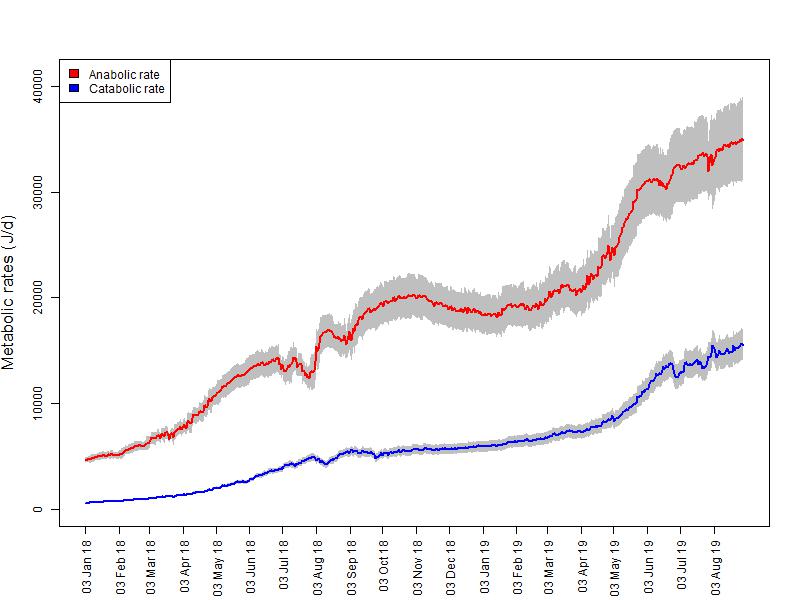 Anabolic rate
Catabolic rate
Metabolic rates (J/d)
40000
30000
20000
10000
0
03 Jan 18
03 Feb 18
03 Mar 18
03 Apr 18
03 May 18
03 Jun 18
03 Jul 18
03 Aug 18
03 Sep 18
03 Oct 18
03 Nov 18
03 Dec 18
03 Jan 19
03 Feb 19
03 Mar 19
03 Apr 19
03 May 19
03 Jun 19
03 Jul 19
03 Aug 19